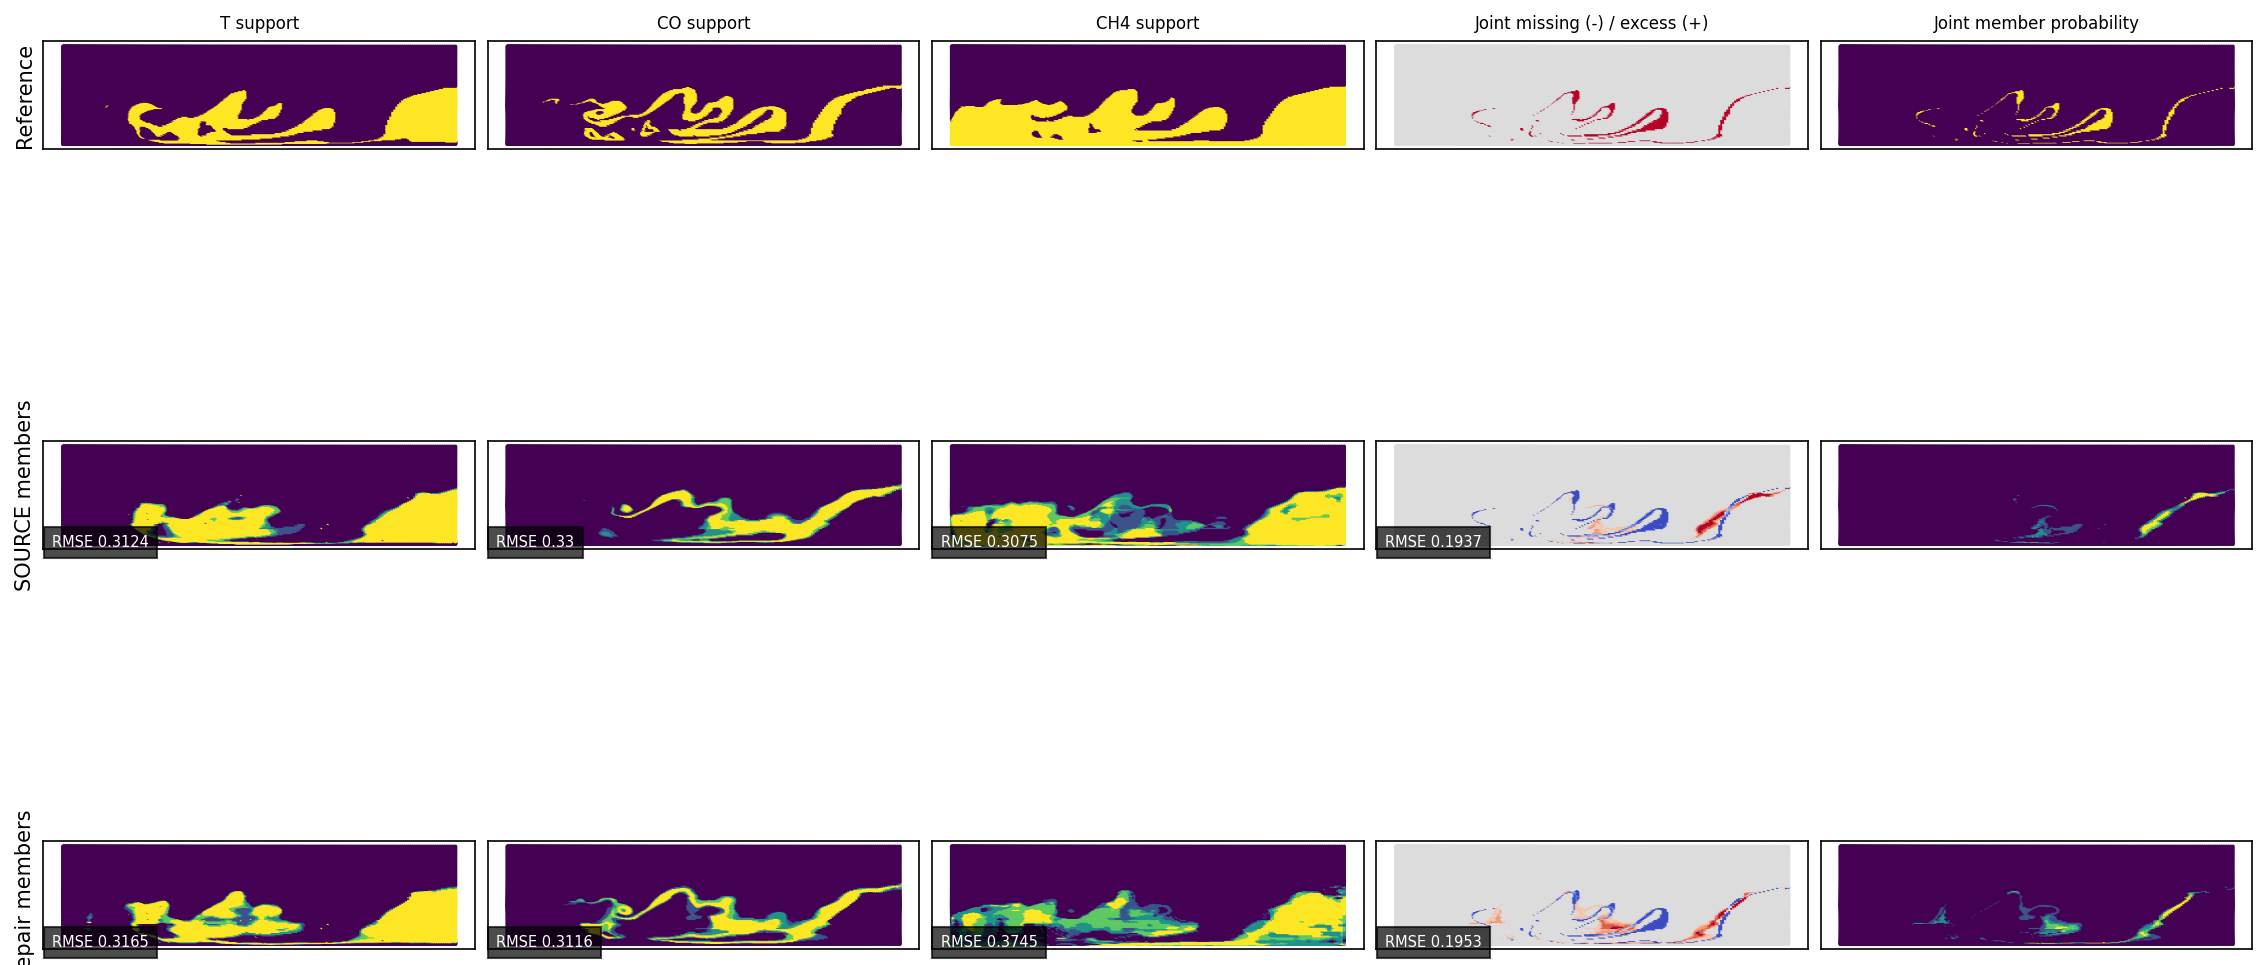 T support
CO support
CH4 support
Joint missing (-) / excess (+)
Joint member probability
Reference
SOURCE members
RMSE 0.3124
RMSE 0.33
RMSE 0.3075
RMSE 0.1937
epair members
RMSE 0.3165
RMSE 0.3116
RMSE 0.3745
RMSE 0.1953